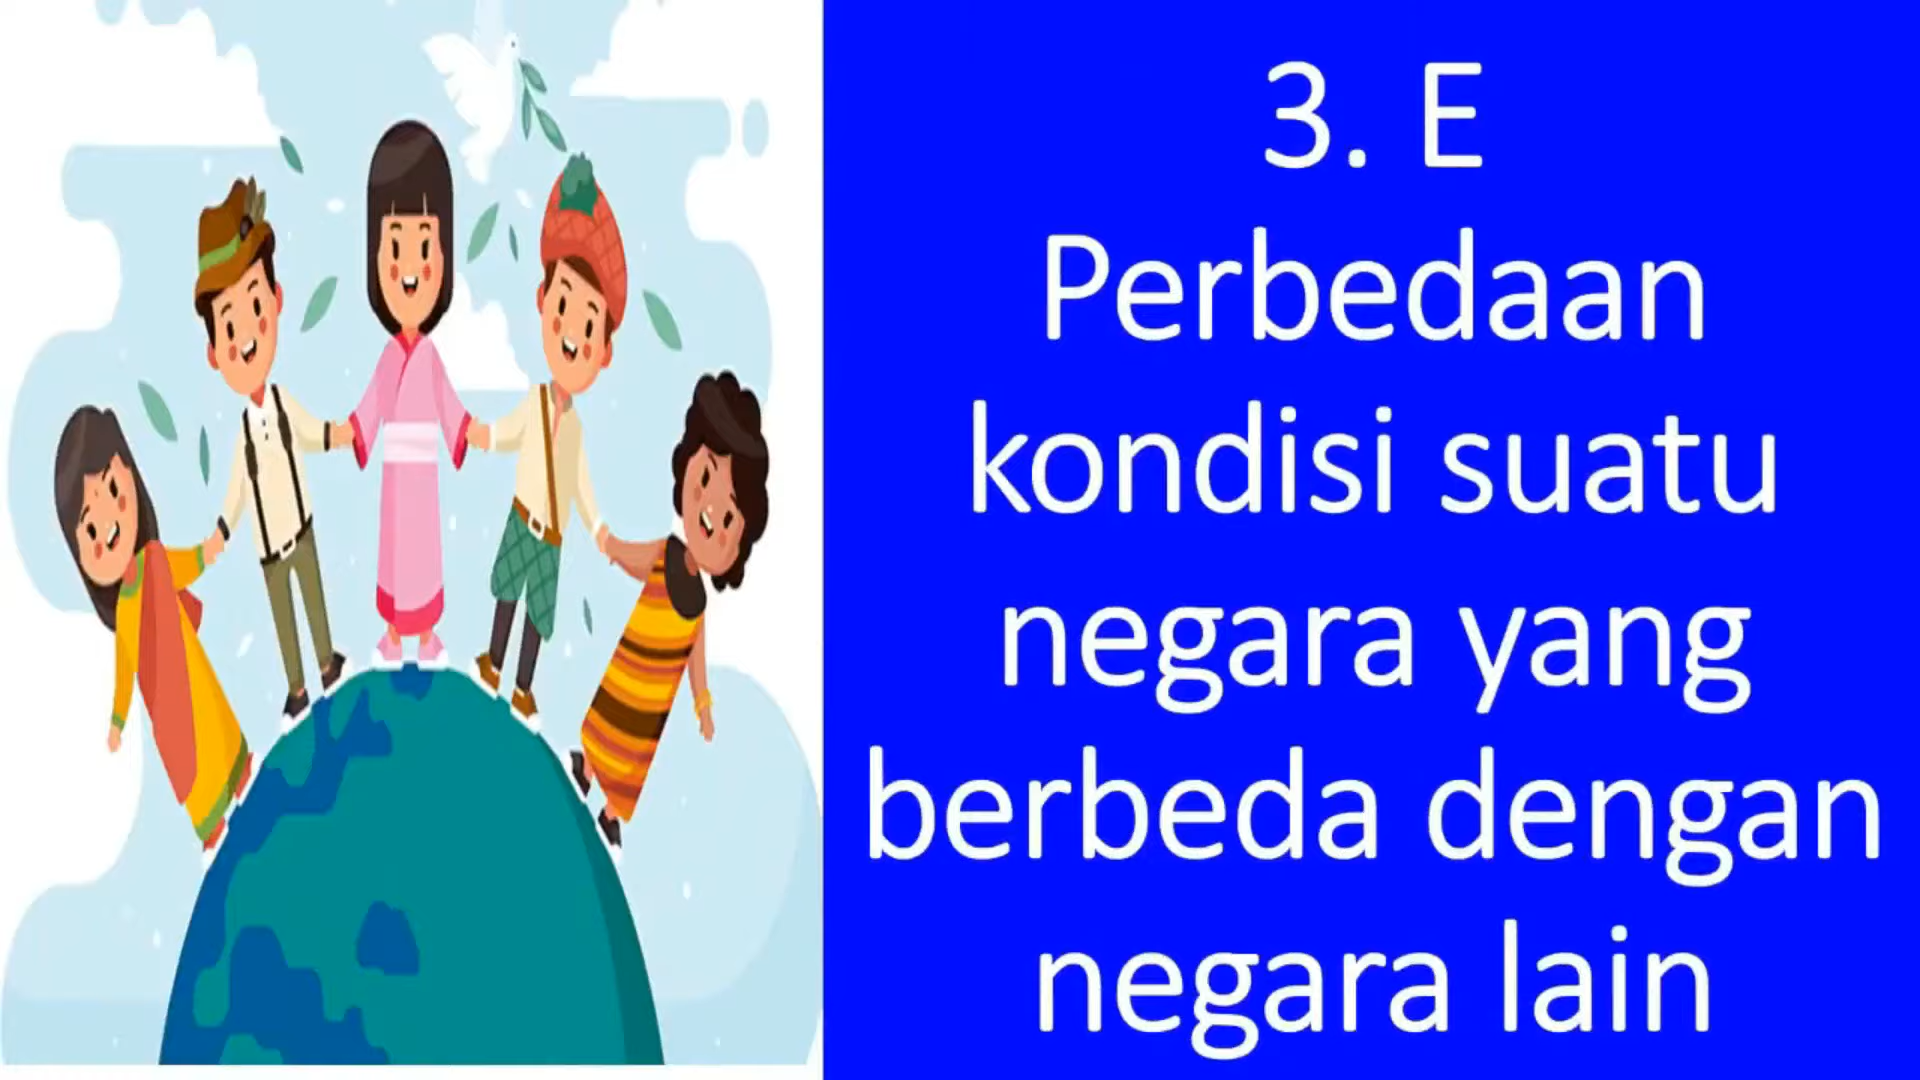 3. E
Perbedaan
kondisi suatu
negara yang
berbeda dengan
negara lain